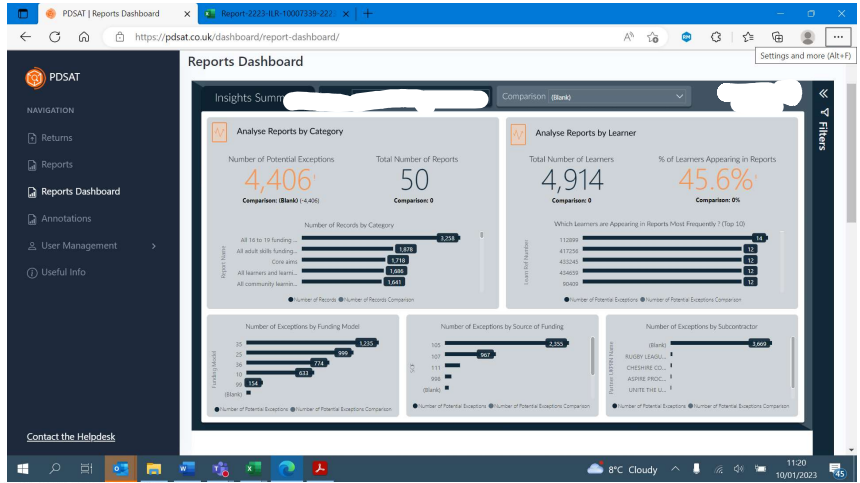 PDSAT | Reports Dashboard
Report-2223-ILR-10007339-222
https://pdsat.co.uk/dashboard/report-dashboard/
Settings and more (Alt+F)
PDSAT
NAVIGATION
Returns
Reports
Reports Dashboard
Annotations
User Management
Useful Info
Contact the Helpdesk
Reports Dashboard
Insights Summ
Comparison (Blank)
Filters
Analyse Reports by Category
Number of Potential Exceptions
Total Number of Reports
4,406
50
Comparison: (Blank) (-4,406)
Comparison: 0
Number of Records by Category
Report Name
All 16 to 19 funding ... 3,258
All adult skills funding... 1,878
Core aims 1,718
All learners and learni... 1,686
All community learnin... 1,641
Number of Records Number of Records Comparison
Analyse Reports by Learner
Total Number of Learners
% of Learners Appearing in Reports
4,914
45.6%
Comparison: 0
Comparison: 0%
Which Learners are Appearing in Reports Most Frequently ? (Top 10)
Learn Ref Number
112899 14
417256 12
433245 12
434659 12
90409 12
Number of Potential Exceptions Number of Potential Exceptions Comparison
Number of Exceptions by Funding Model
Funding Model
35 1,235
25 999
36 774
10 633
99 154
(Blank)
Number of Potential Exceptions Number of Potential Exceptions Comparison
Number of Exceptions by Source of Funding
SOF
105 2,355
107 967
111
998
(Blank)
Number of Potential Exceptions Number of Potential Exceptions Comparison
Number of Exceptions by Subcontractor
Partner UKPRN Name
(Blank) 3,669
RUGBY LEAGU...
CHESHIRE CO...
ASPIRE PROC...
UNITE THE U...
Number of Potential Exceptions Number of Potential Exceptions Comparison
8°C Cloudy
11:20
10/01/2023
45